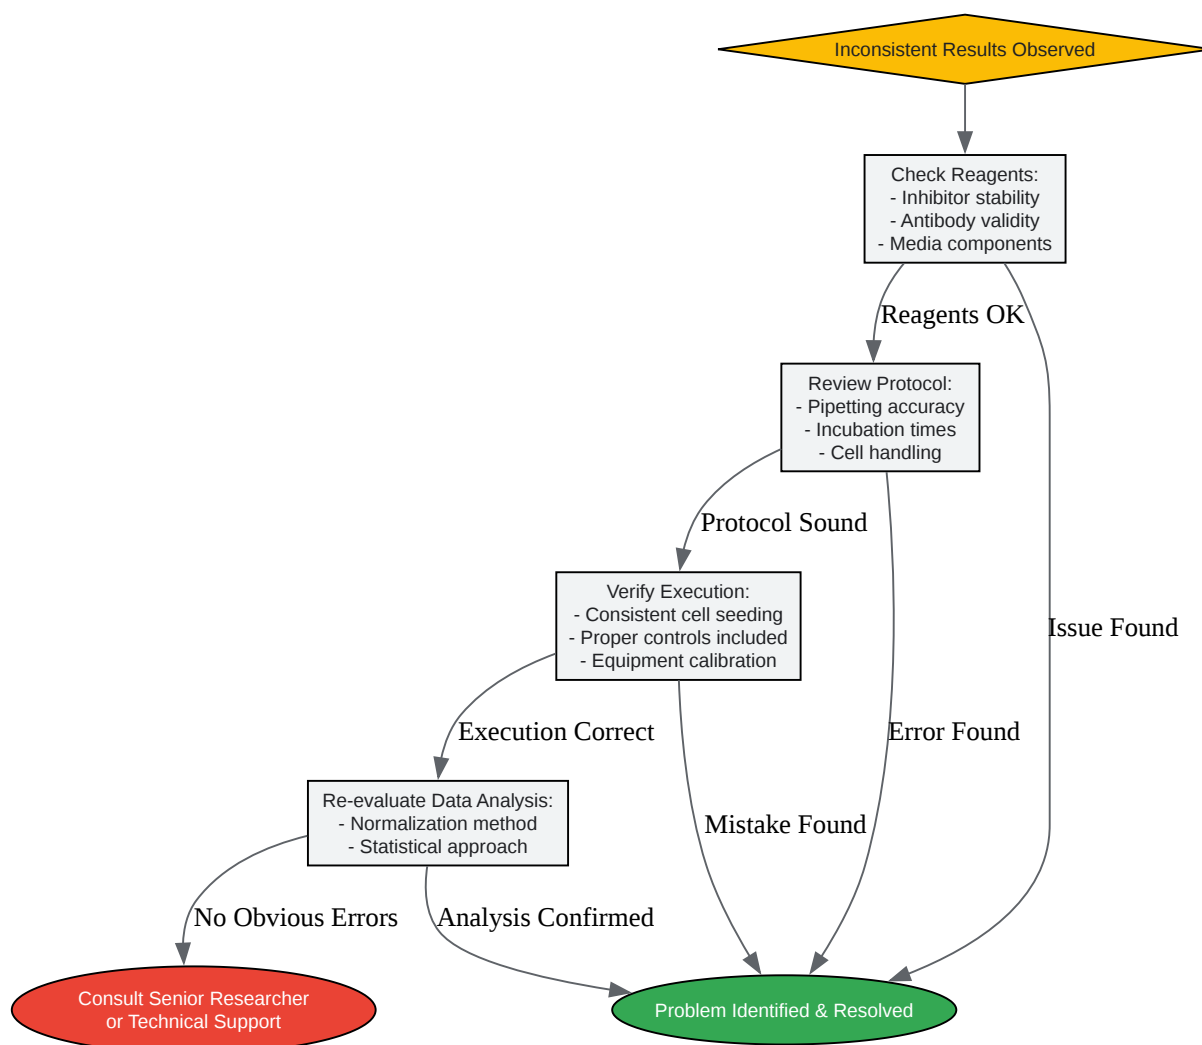 Inconsistent Results Observed
Check Reagents:
- Inhibitor stability
- Antibody validity
- Media components
Reagents OK
Review Protocol:
- Pipetting accuracy
- Incubation times
- Cell handling
Protocol Sound
Verify Execution:
- Consistent cell seeding
- Proper controls included
- Equipment calibration
Issue Found
Execution Correct
Error Found
Re-evaluate Data Analysis:
- Normalization method
- Statistical approach
Mistake Found
No Obvious Errors
Analysis Confirmed
Consult Senior Researcher
or Technical Support
Problem Identified & Resolved